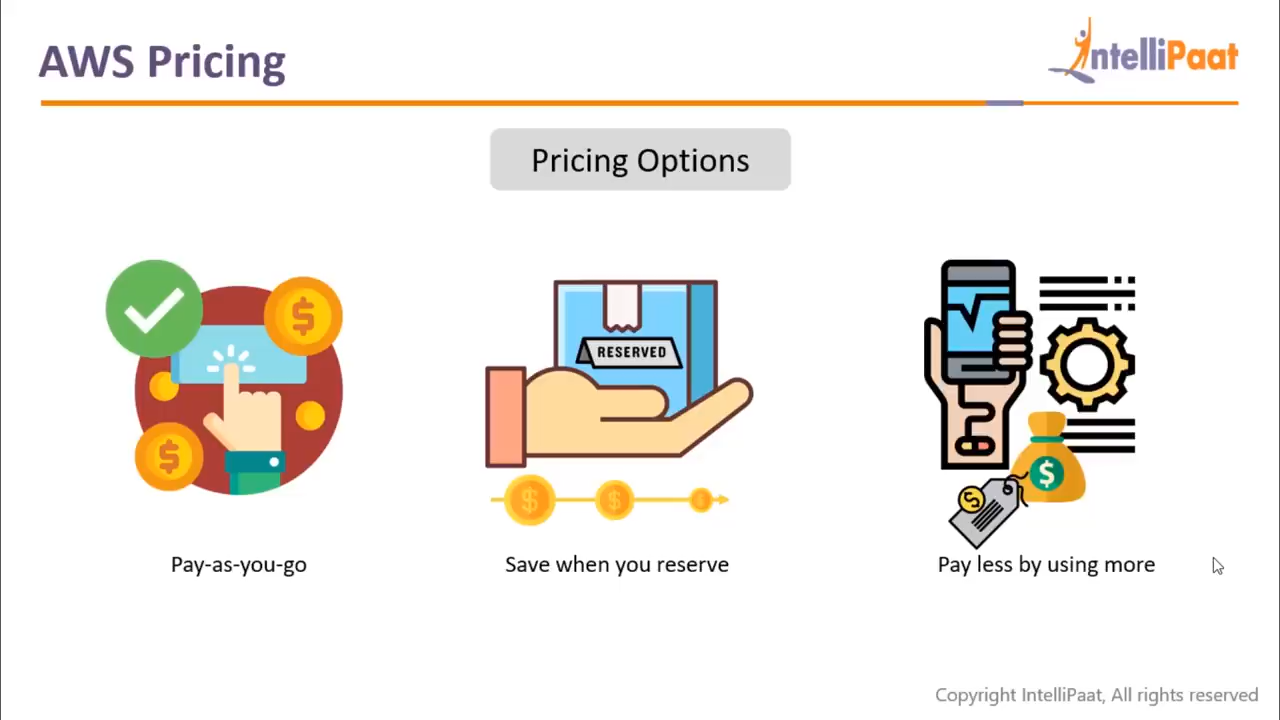 AWS Pricing
IntelliPaat
Pricing Options
RESERVED
Pay-as-you-go
Save when you reserve
Pay less by using more
Copyright IntelliPaat, All rights reserved